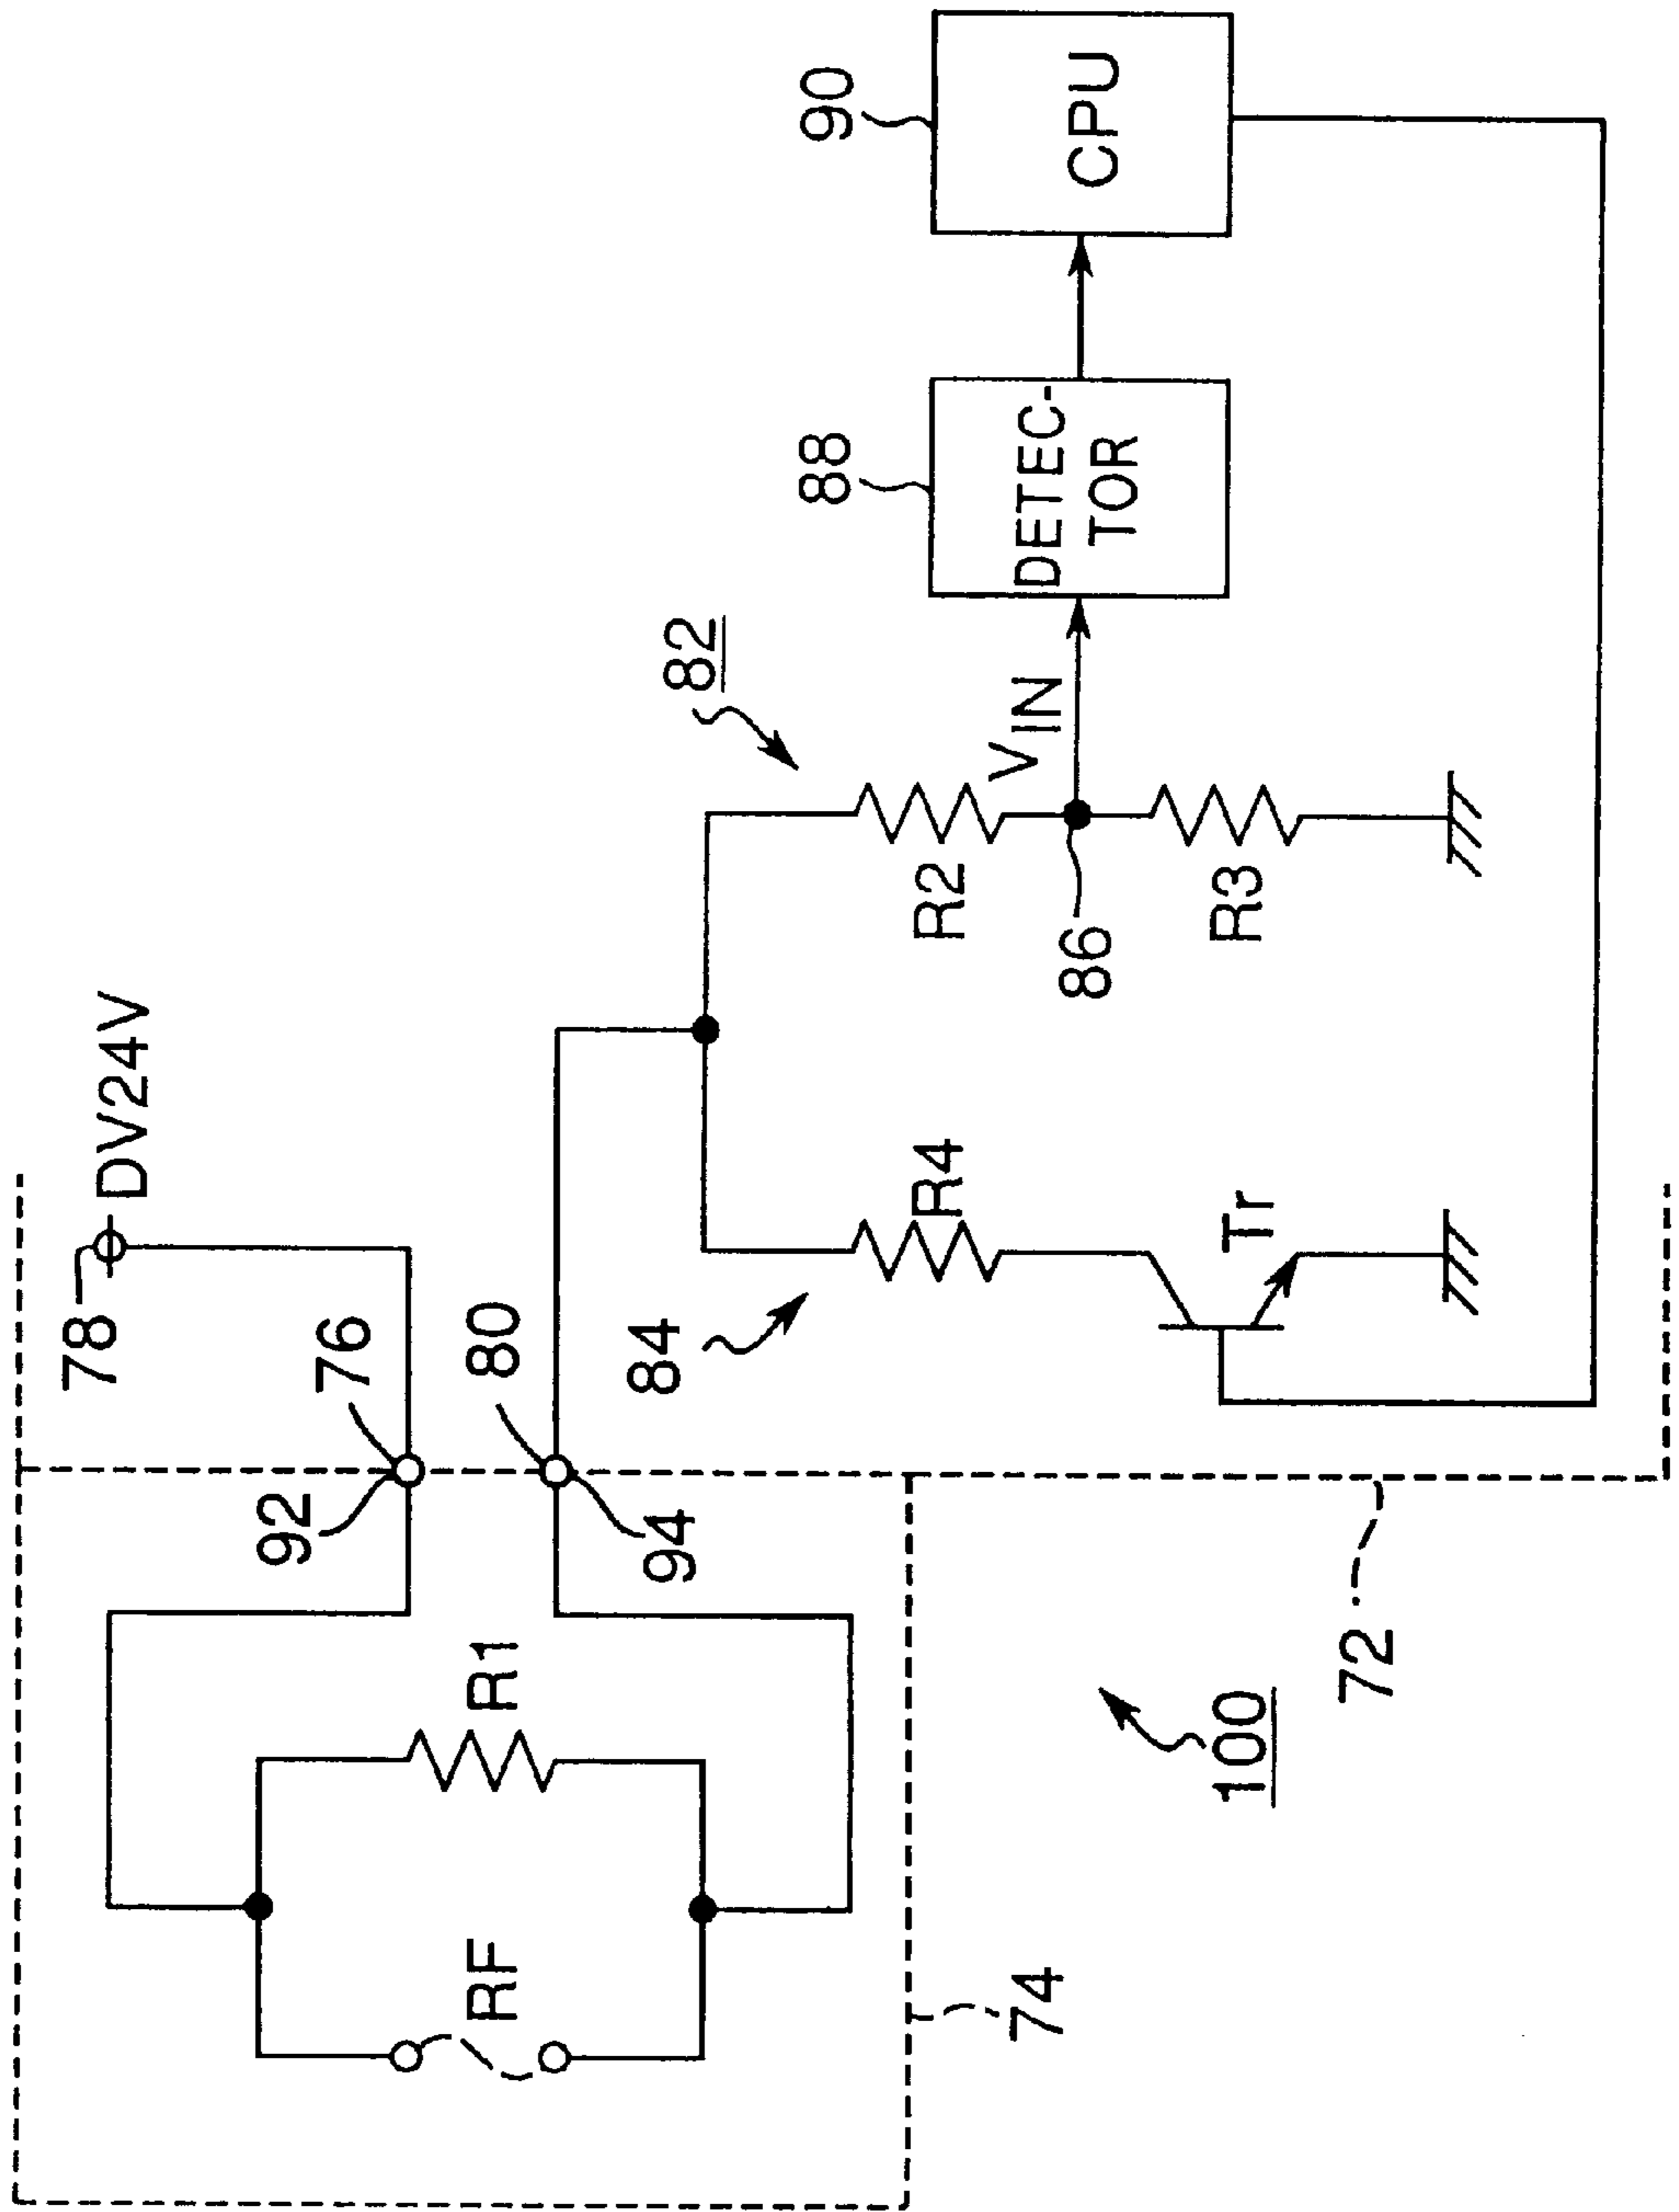 78
DV24V
92
76
80
94
RF
R1
84
R4
Tr
82
R2
VIN
86
R3
88
DETEC-
TOR
90
CPU
74
100
72